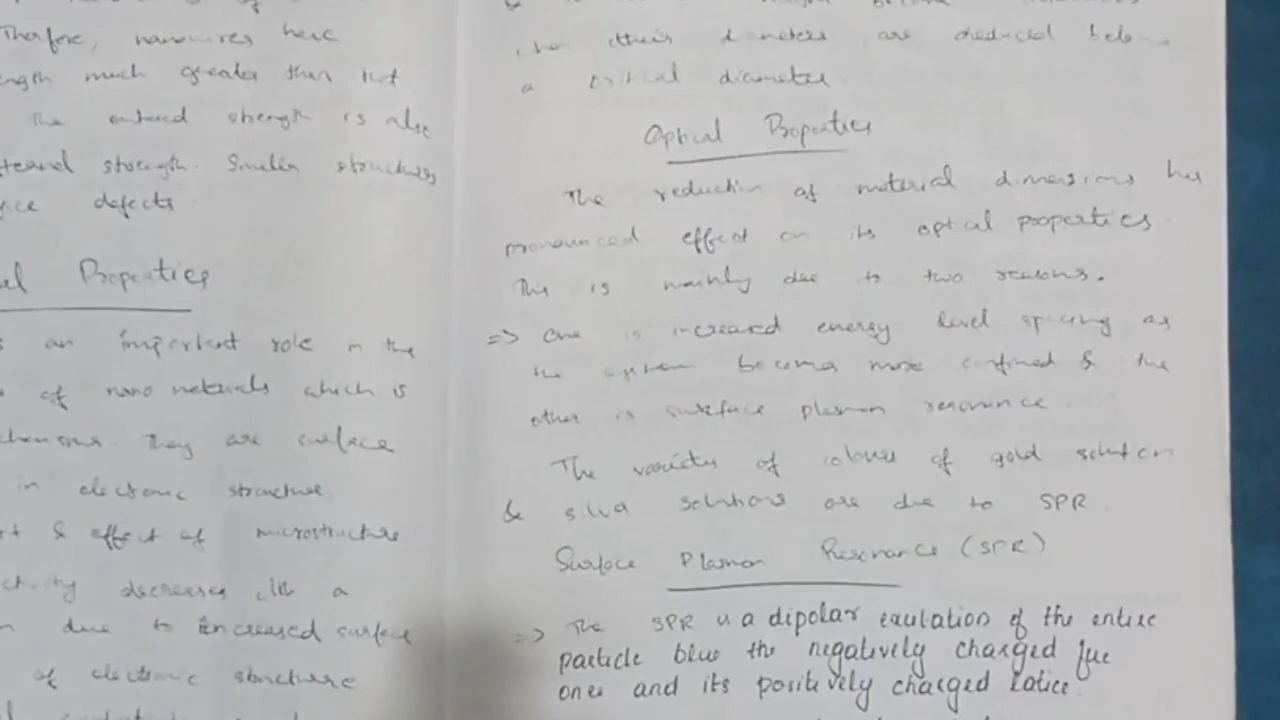 Therfore, nanowires have
ength much greater than that
The strength is also
strength. Smaller structures
defects
al Properties
s an important role in the
of nano materials which is
They are surface
in electronic structure.
& effect of microstructure
decreases with a
due to increased surface
of electronic structure
their diameters are reduced below
a critical diameter
Optical Properties
The reduction of material dimensions has
pronounced effect on its optical properties
This is mainly due to two reasons.
=> One is increased energy level spacing as
the system becomes more confined & the
other is surface plasmon resonance.
The variety of colours of gold solution
& silver solutions are due to SPR.
Surface Plasmon Resonance (SPR)
=> The SPR is a dipolar excitation of the entire
particle b/w the negatively charged free
ones and its positively charged latice.